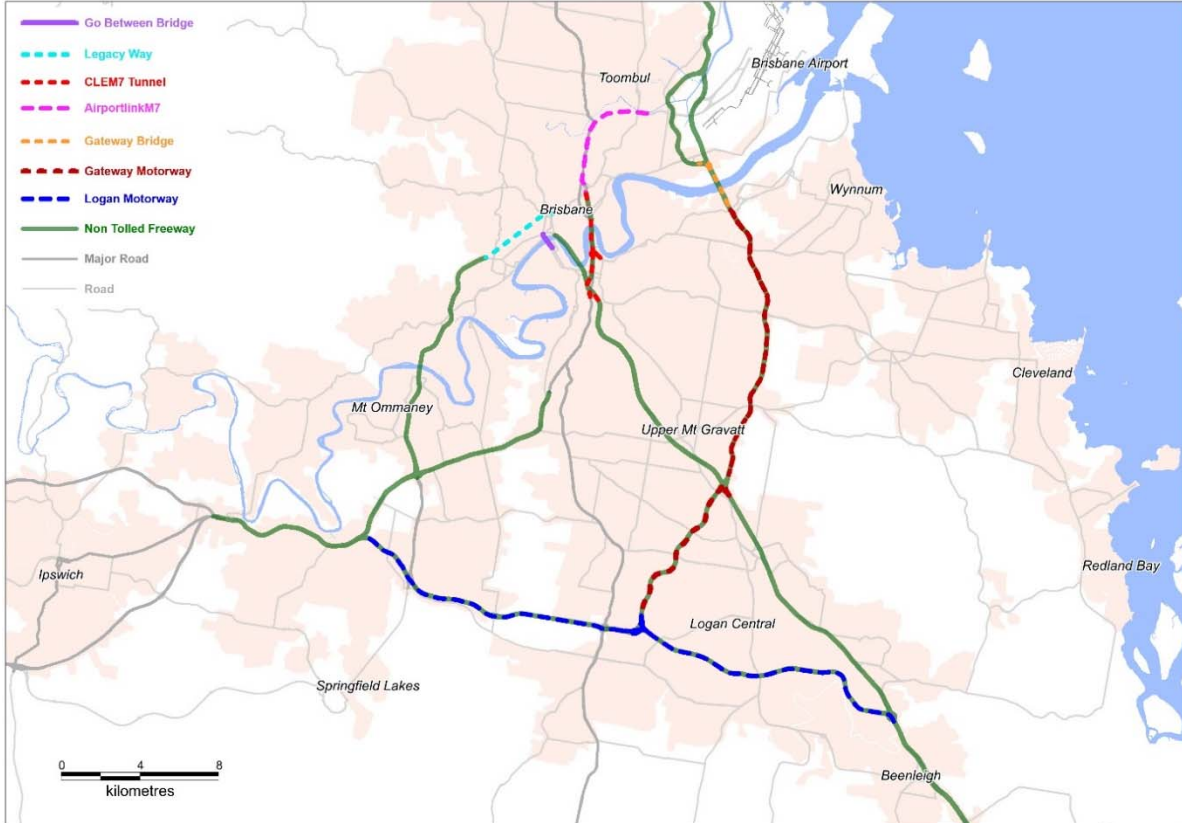 Go Between Bridge
Legacy Way
CLEM7 Tunnel
AirportlinkM7
Gateway Bridge
Gateway Motorway
Logan Motorway
Non Tolled Freeway
Major Road
Road
Brisbane Airport
Toombul
Wynnum
Brisbane
Cleveland
Mt Ommaney
Upper Mt Gravatt
Redland Bay
Ipswich
Logan Central
Springfield Lakes
Beenleigh
0 4 8
kilometres